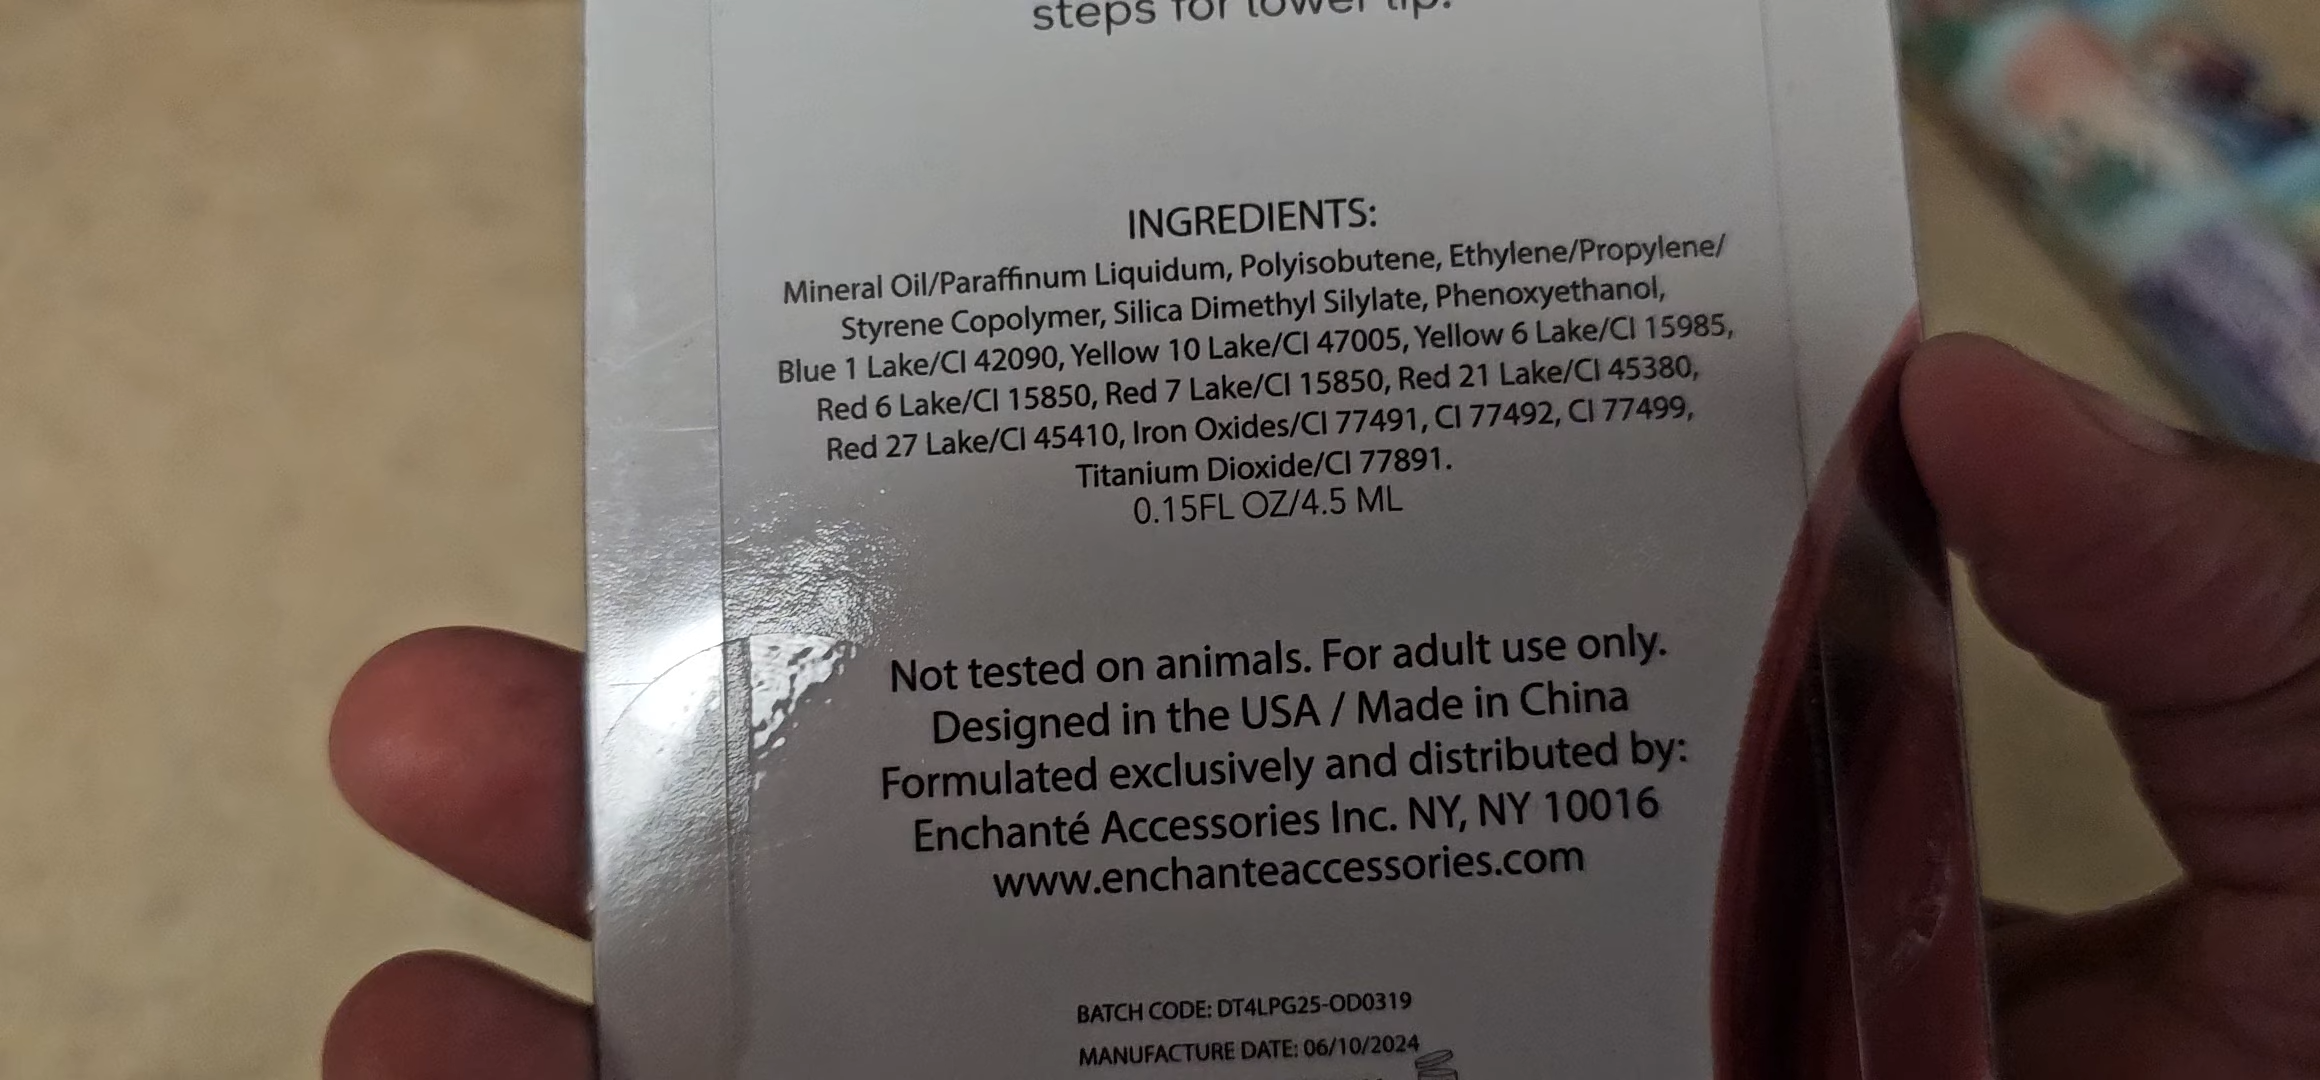 steps for lower lip.
INGREDIENTS:
Mineral Oil/Paraffinum Liquidum, Polyisobutene, Ethylene/Propylene/
Styrene Copolymer, Silica Dimethyl Silylate, Phenoxyethanol,
Blue 1 Lake/CI 42090, Yellow 10 Lake/CI 47005, Yellow 6 Lake/CI 15985,
Red 6 Lake/CI 15850, Red 7 Lake/CI 15850, Red 21 Lake/CI 45380,
Red 27 Lake/CI 45410, Iron Oxides/CI 77491, CI 77492, CI 77499,
Titanium Dioxide/CI 77891.
0.15FL OZ/4.5 ML
Not tested on animals. For adult use only.
Designed in the USA / Made in China
Formulated exclusively and distributed by:
Enchanté Accessories Inc. NY, NY 10016
www.enchanteaccessories.com
BATCH CODE: DT4LPG25-OD0319
MANUFACTURE DATE: 06/10/2024